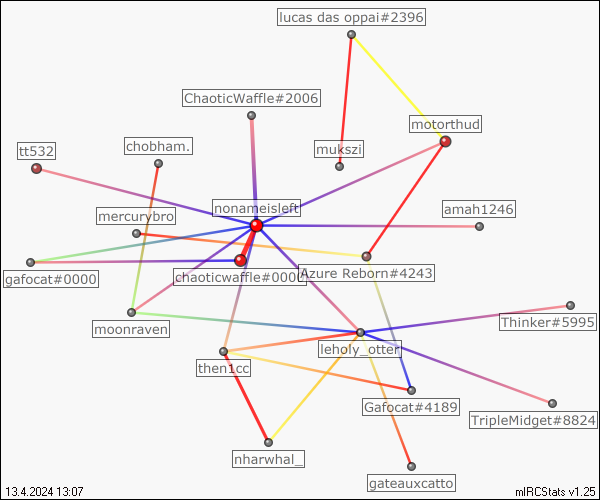 lucas das oppai#2396
ChaoticWaffle#2006
motorthud
tt532
chobham.
mukszi
nonameisleft
mercurybro
amah1246
gafocat#0000
chaoticwaffle#0000
Azure Reborn#4243
moonraven
Thinker#5995
leholy_otter
then1cc
Gafocat#4189
TripleMidget#8824
nharwhal_
gateauxcatto
13.4.2024 13:07
mIRCStats v1.25